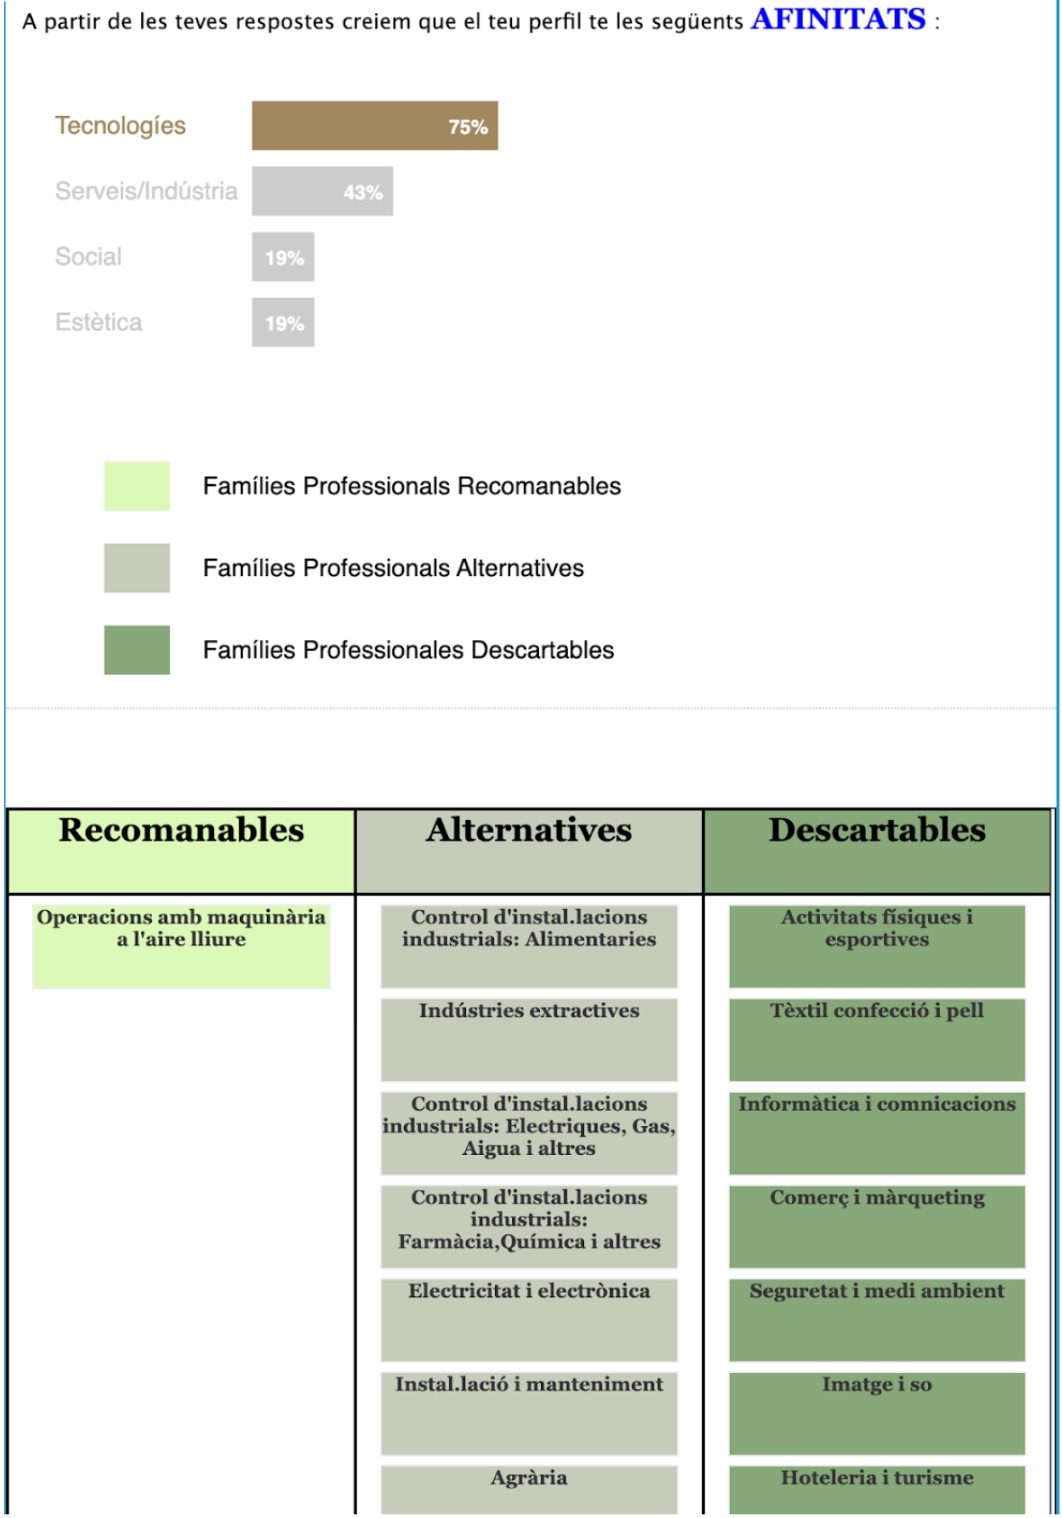 A partir de les teves respostes creiem que el teu perfil te les següents AFINITATS :
Tecnologíes
75%
Serveis/Indústria
43%
Social
19%
Estètica
19%
Famílies Professionals Recomanables
Famílies Professionals Alternatives
Famílies Professionales Descartables
Recomanables
Alternatives
Descartables
Operacions amb maquinària
a l'aire lliure
Control d'instal.lacions
industrials: Alimentaries
Activitats físiques i
esportives
Indústries extractives
Tèxtil confecció i pell
Control d'instal.lacions
industrials: Electriques, Gas,
Aigua i altres
Informàtica i comnicacions
Control d'instal.lacions
industrials:
Farmàcia,Química i altres
Comerç i màrqueting
Electricitat i electrònica
Seguretat i medi ambient
Instal.lació i manteniment
Imatge i so
Agrària
Hoteleria i turisme